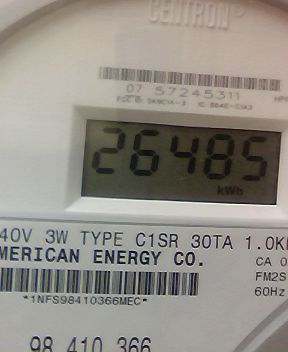 CENTRON
07 57245311
26485
kWh
40V 3W TYPE C1SR 30TA 1.0K
MERICAN ENERGY CO.
CA 0
FM2S
60Hz
*1NFS98410366MEC*
98 410 366